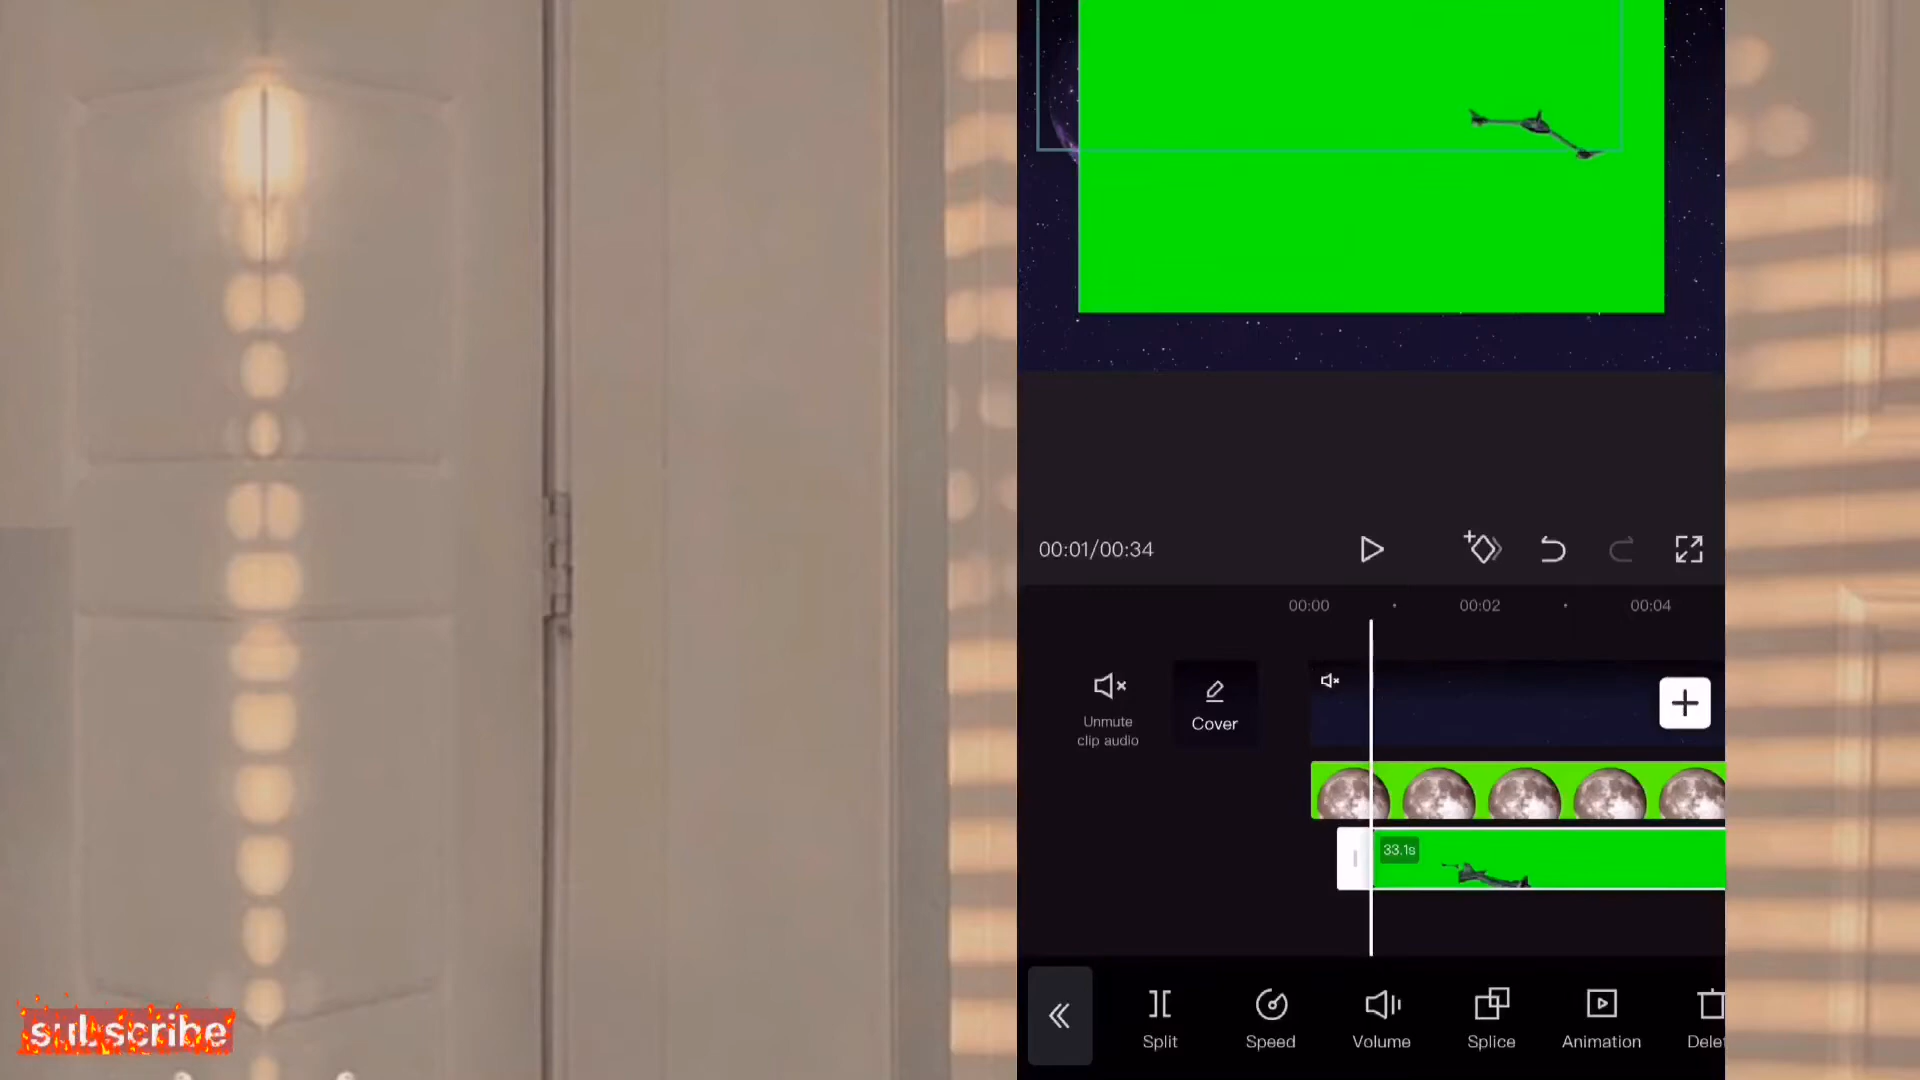 00:01/00:34
00:00
00:02
00:04
Unmute
clip audio
Cover
33.1s
Split
Speed
Volume
Splice
Animation
Delet
subscribe